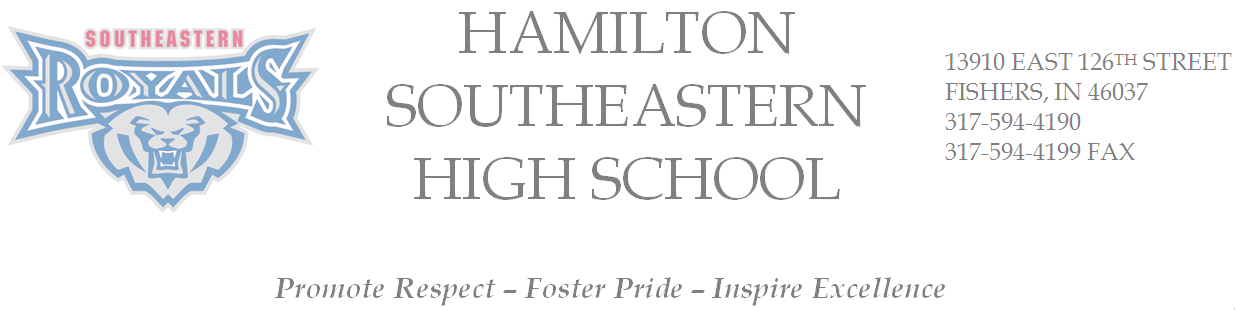 SOUTHEASTERN
ROYALS
HAMILTON
SOUTHEASTERN
HIGH SCHOOL
13910 EAST 126TH STREET
FISHERS, IN 46037
317-594-4190
317-594-4199 FAX
Promote Respect – Foster Pride – Inspire Excellence